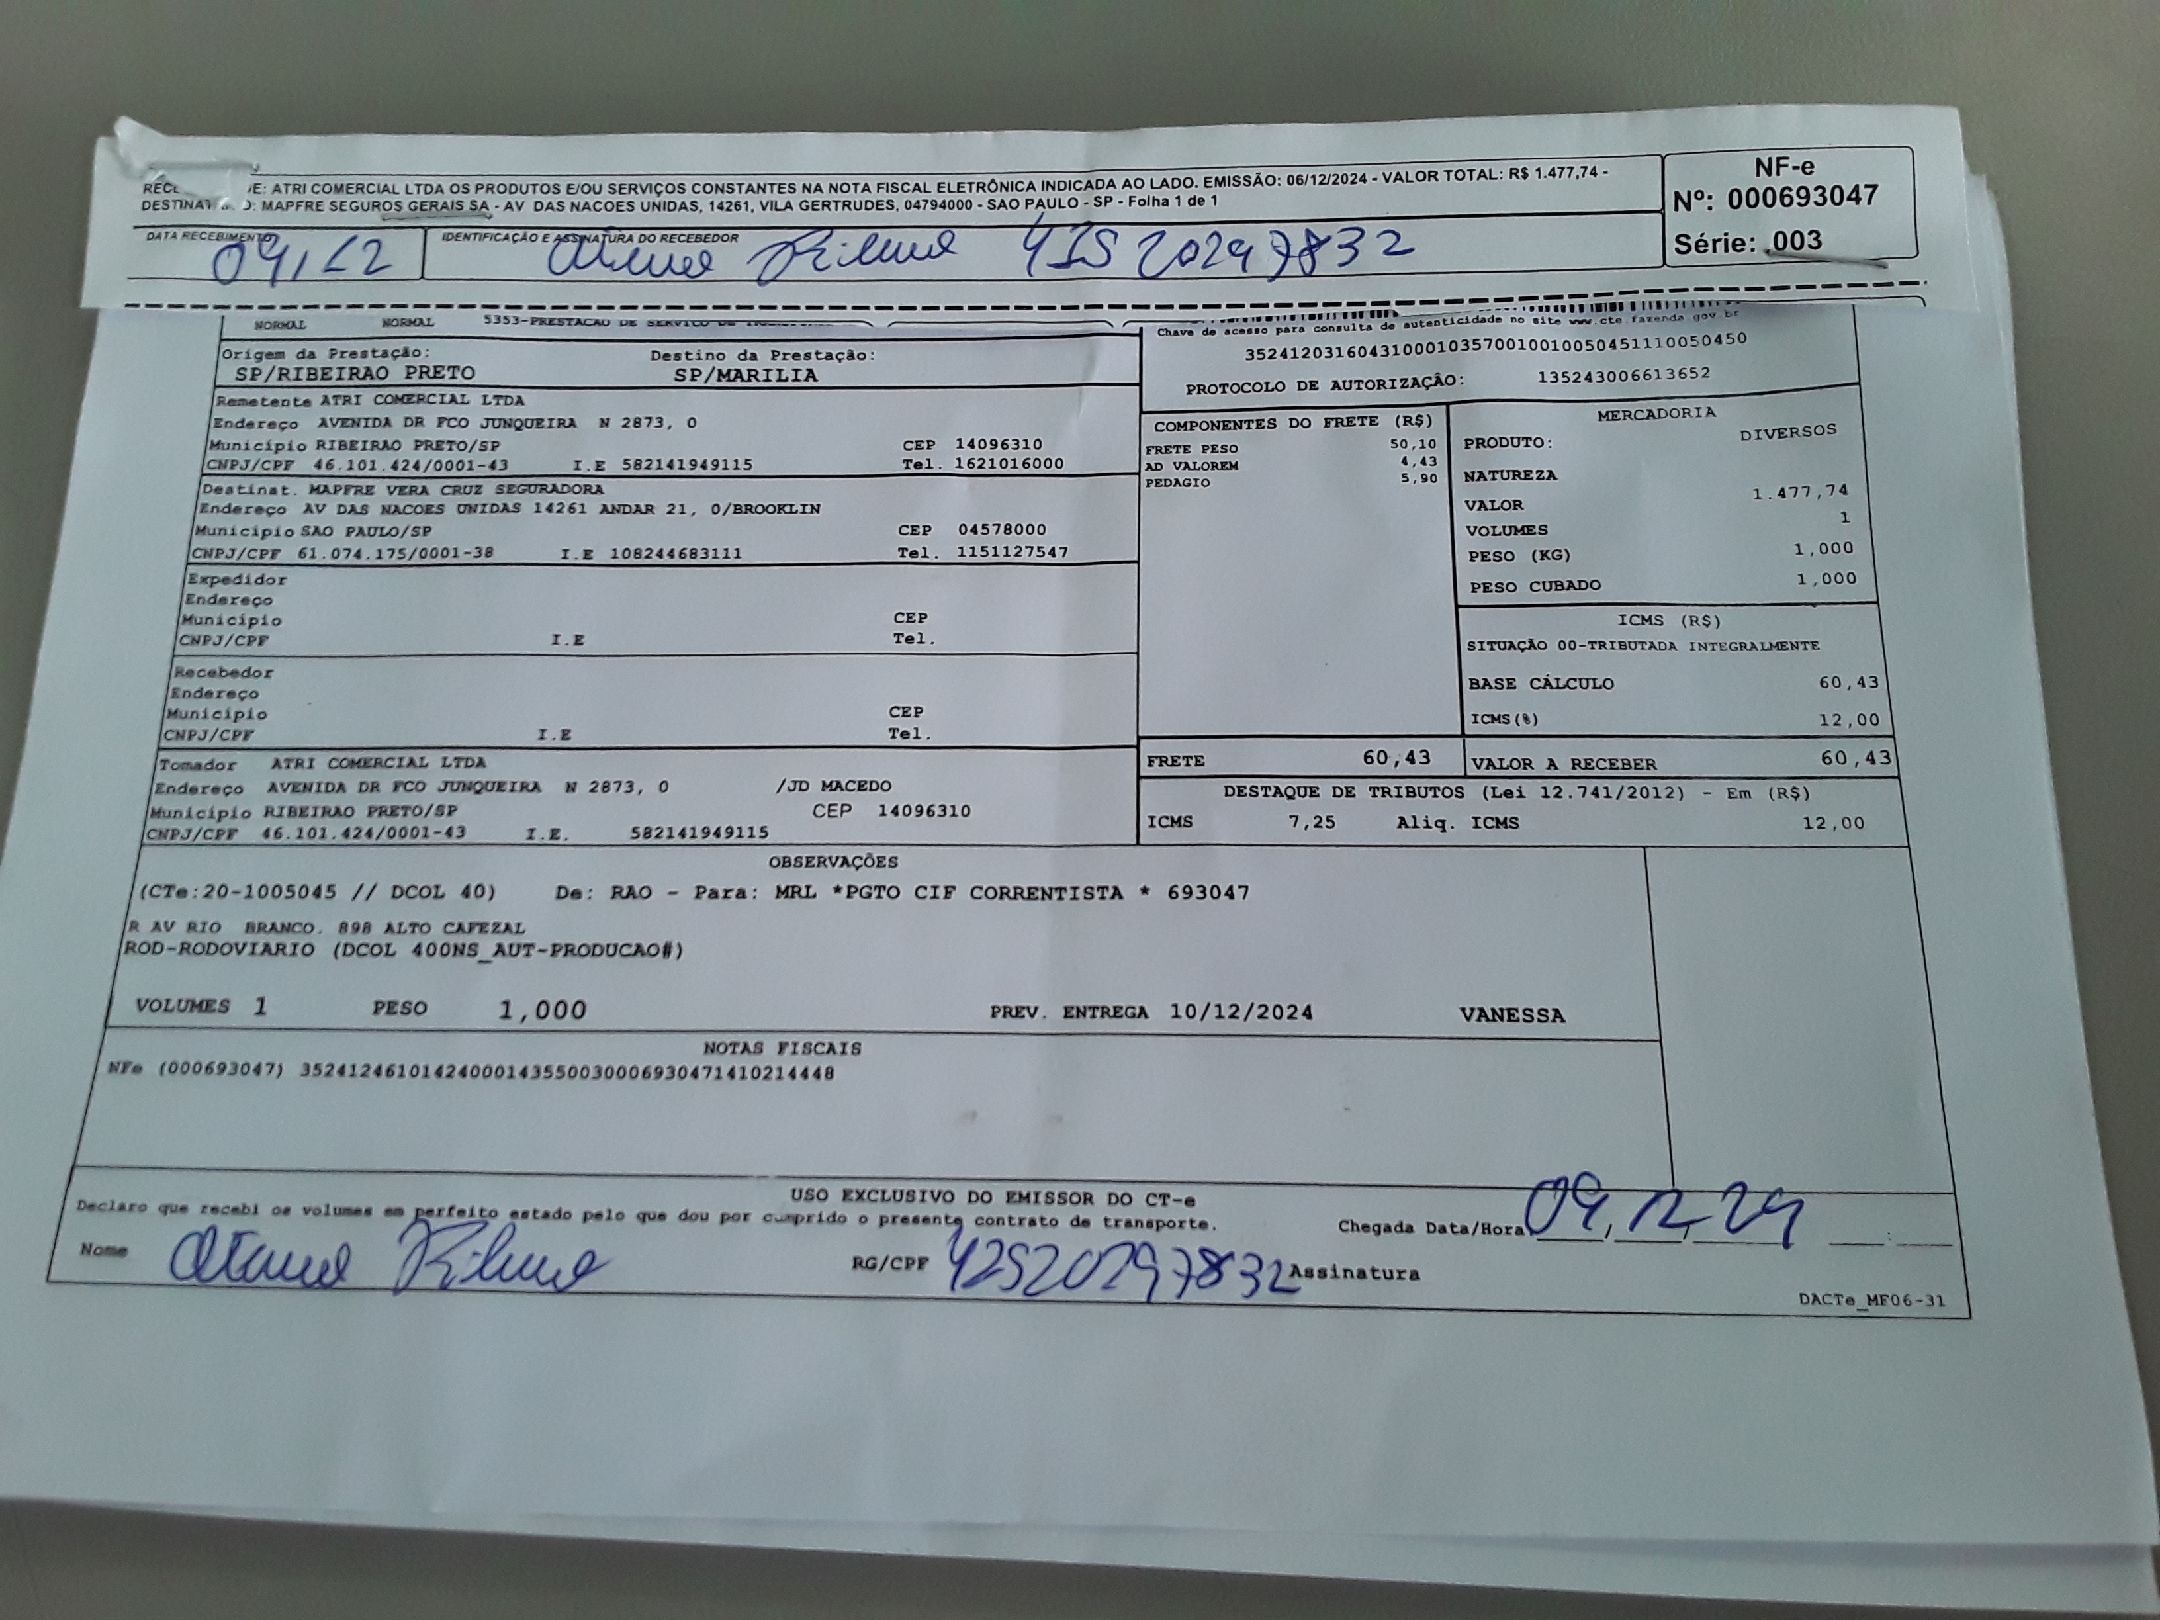 NF-e
Nº: 000693047
Série: 003
E: ATRI COMERCIAL LTDA OS PRODUTOS E/OU SERVIÇOS CONSTANTES NA NOTA FISCAL ELETRÔNICA INDICADA AO LADO. EMISSÃO: 06/12/2024 - VALOR TOTAL: R$ 1.477,74 -
MAPFRE SEGUROS GERAIS SA - AV DAS NACOES UNIDAS, 14261, VILA GERTRUDES, 04794000 - SAO PAULO - SP - Folha 1 de 1
DATA RECEBIMENTO
09/12
IDENTIFICAÇÃO E ASSINATURA DO RECEBEDOR
20297832
NORMAL NORMAL 5353-PRESTACAO DE SERVICO DE
Chave de acesso para consulta de autenticidade no site www.cte.fazenda.gov.br
35241203160431000103570010010050451110050450
PROTOCOLO DE AUTORIZAÇÃO: 135243006613652
Origem da Prestação: Destino da Prestação:
SP/RIBEIRAO PRETO SP/MARILIA
Remetente ATRI COMERCIAL LTDA
Endereço AVENIDA DR FCO JUNQUEIRA N 2873, 0
Município RIBEIRAO PRETO/SP CEP 14096310
CNPJ/CPF 46.101.424/0001-43 I.E 582141949115 Tel. 1621016000
Destinat. MAPFRE VERA CRUZ SEGURADORA
Endereço AV DAS NACOES UNIDAS 14261 ANDAR 21, 0/BROOKLIN
Município SAO PAULO/SP CEP 04578000
CNPJ/CPF 61.074.175/0001-38 I.E 108244683111 Tel. 1151127547
Expedidor
Endereço
Município CEP
CNPJ/CPF I.E Tel.
Recebedor
Endereço
Município CEP
CNPJ/CPF I.E Tel.
Tomador ATRI COMERCIAL LTDA
Endereço AVENIDA DR FCO JUNQUEIRA N 2873, 0 /JD MACEDO
Município RIBEIRAO PRETO/SP CEP 14096310
CNPJ/CPF 46.101.424/0001-43 I.E. 582141949115
COMPONENTES DO FRETE (R$)
FRETE PESO 50,10
AD VALOREM 4,43
PEDAGIO 5,90
MERCADORIA
PRODUTO: DIVERSOS
NATUREZA
VALOR 1.477,74
VOLUMES 1
PESO (KG) 1,000
PESO CUBADO 1,000
ICMS (R$)
SITUAÇÃO 00-TRIBUTADA INTEGRALMENTE
BASE CÁLCULO 60,43
ICMS(%) 12,00
FRETE 60,43 VALOR A RECEBER 60,43
DESTAQUE DE TRIBUTOS (Lei 12.741/2012) - Em (R$)
ICMS 7,25 Aliq. ICMS 12,00
OBSERVAÇÕES
(CTe:20-1005045 // DCOL 40) De: RAO - Para: MRL *PGTO CIF CORRENTISTA * 693047
R AV RIO BRANCO. 898 ALTO CAFEZAL
ROD-RODOVIARIO (DCOL 400NS_AUT-PRODUCAO#)
VOLUMES 1 PESO 1,000 PREV. ENTREGA 10/12/2024 VANESSA
NOTAS FISCAIS
NFe (000693047) 35241246101424000143550030006930471410214448
USO EXCLUSIVO DO EMISSOR DO CT-e
Declaro que recebi os volumes em perfeito estado pelo que dou por cumprido o presente contrato de transporte.
Chegada Data/Hora 09,12,24
Nome RG/CPF 42520297832 Assinatura
DACTe_MF06-31